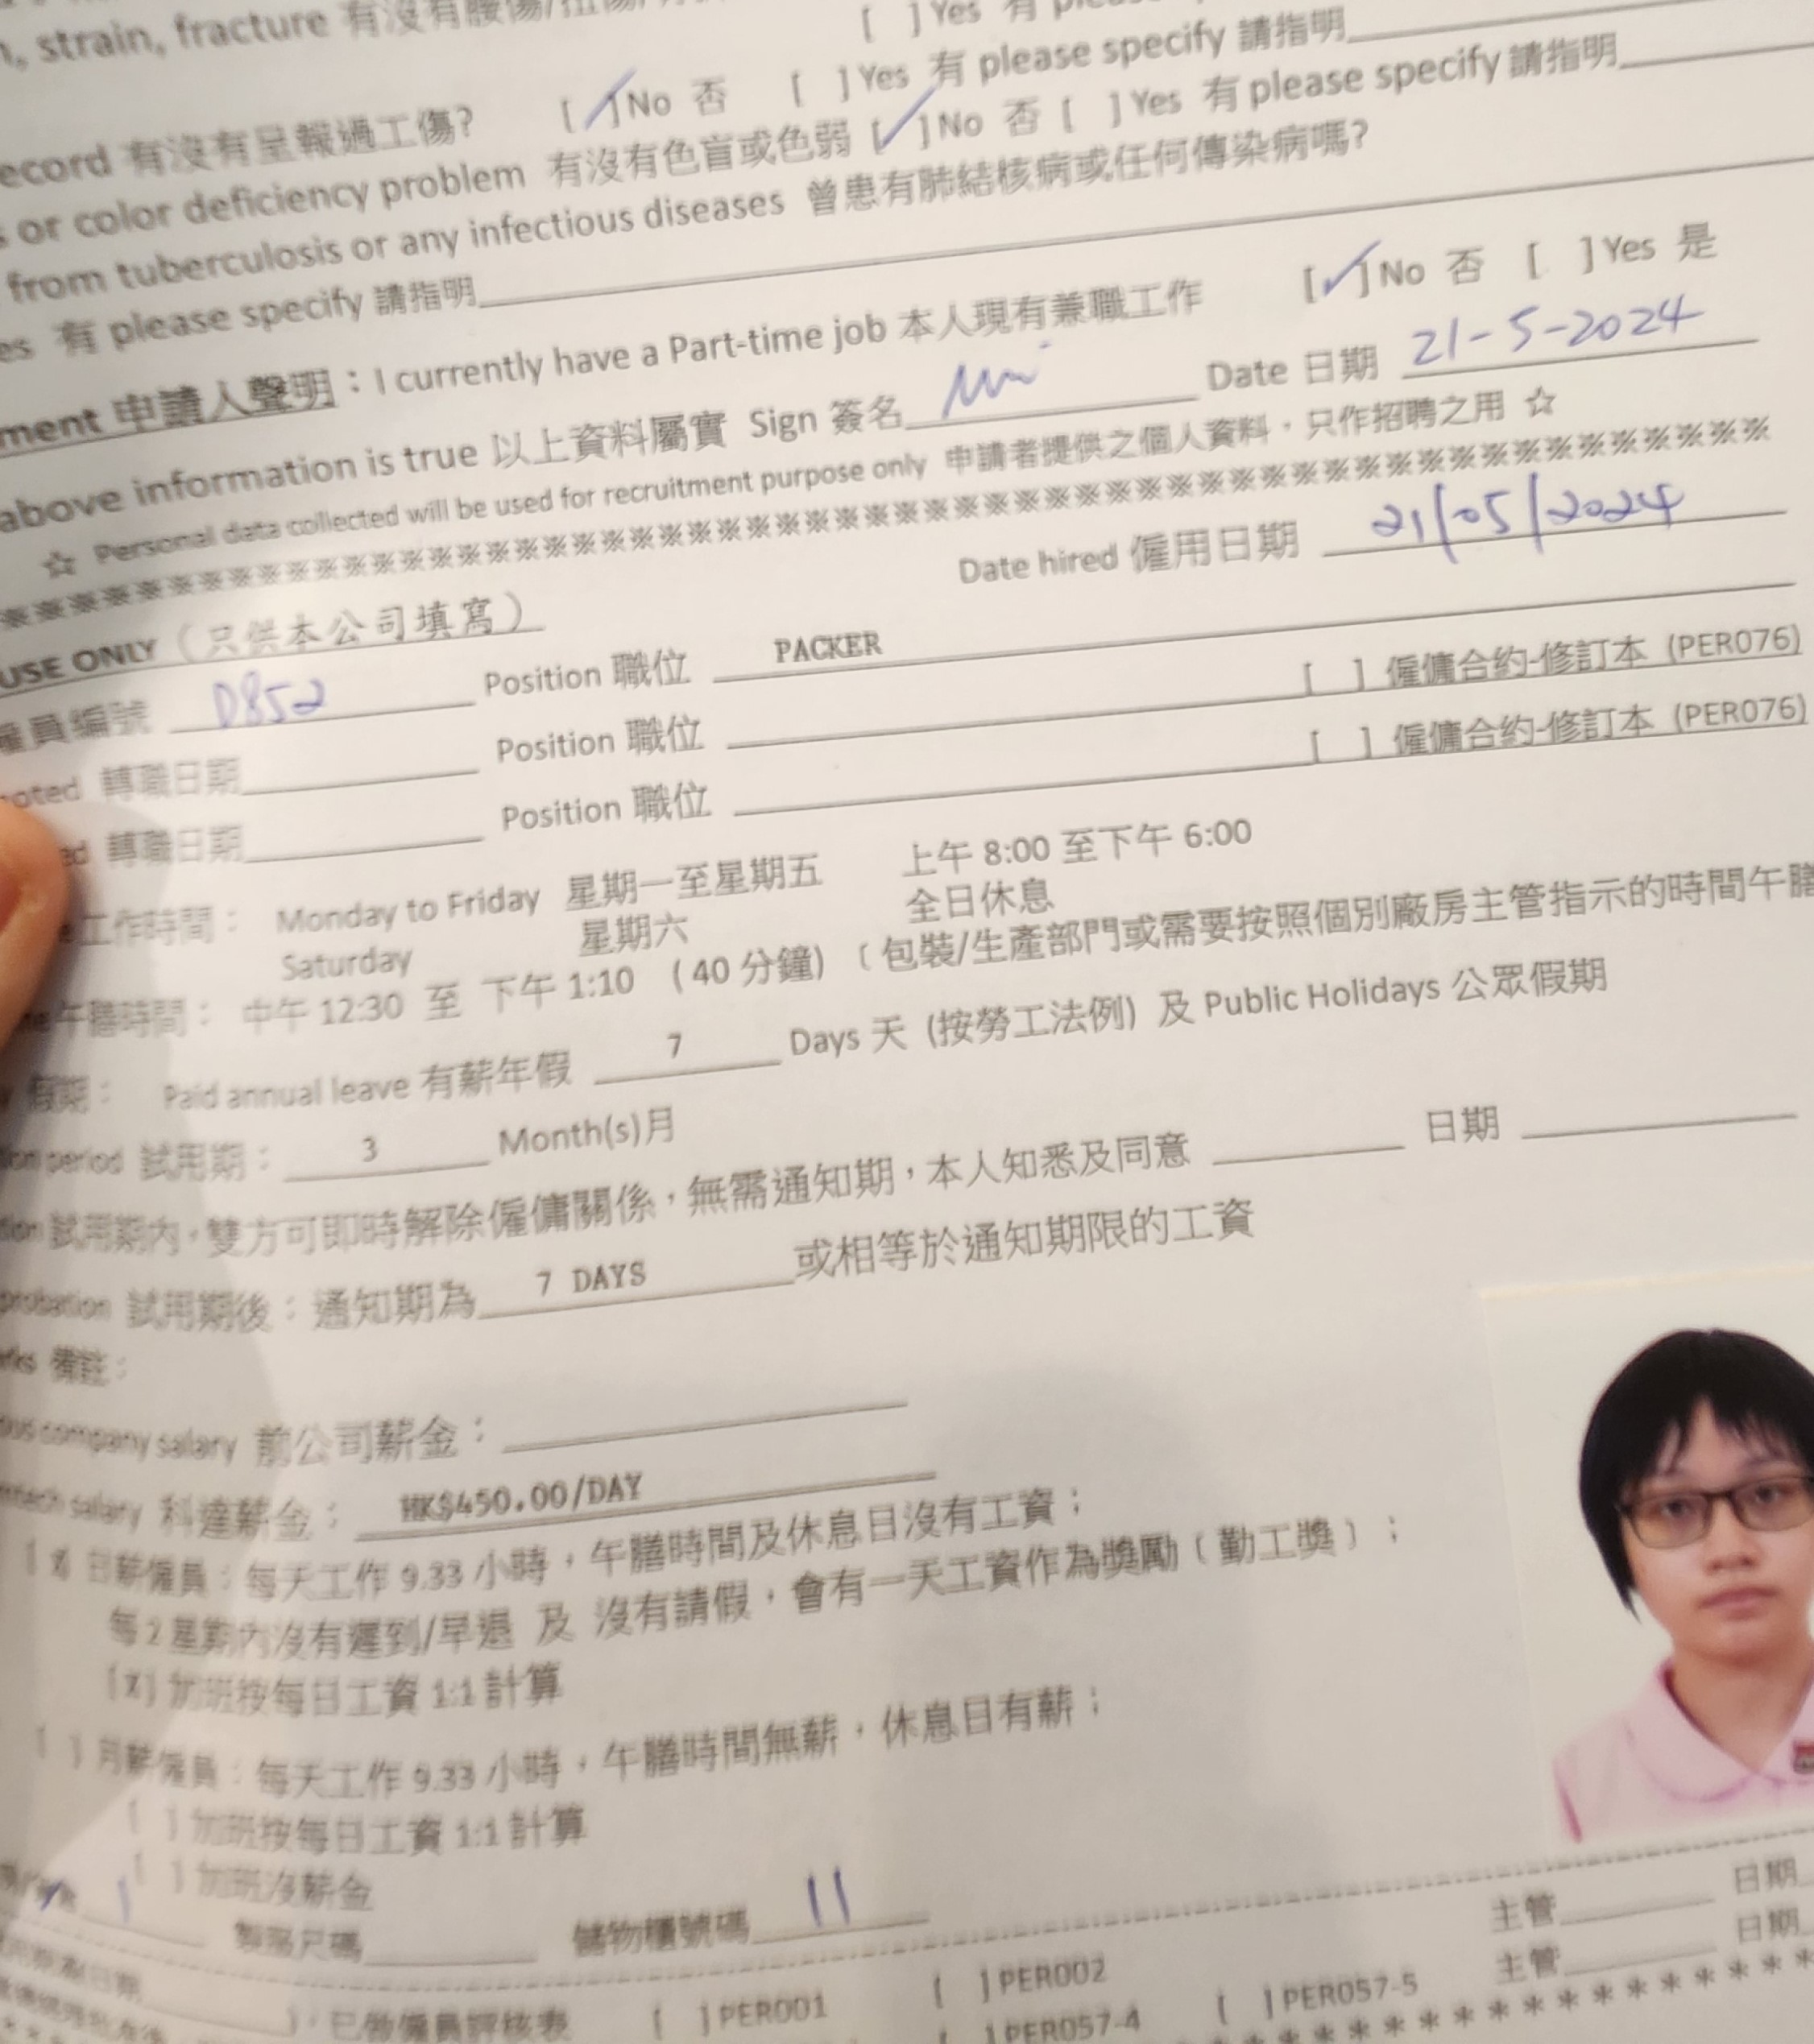 strain, fracture 有沒有腰傷/扭傷/ [ ] Yes 有
ecord 有沒有呈報過工傷? [✓] No 否 [ ] Yes 有 please specify 請指明
s or color deficiency problem 有沒有色盲或色弱 [✓] No 否 [ ] Yes 有 please specify 請指明
from tuberculosis or any infectious diseases 曾患有肺結核病或任何傳染病嗎?
es 有 please specify 請指明
ment 申請人聲明：I currently have a Part-time job 本人現有兼職工作 [✓] No 否 [ ] Yes 是
above information is true 以上資料屬實 Sign 簽名 Date 日期 21-5-2024
☆ Personal data collected will be used for recruitment purpose only 申請者提供之個人資料，只作招聘之用 ☆
※※※※※※※※※※※※※※※※※※※※※※※※※※※※※※※※※※※※※※※※※※※※※※※※※※
USE ONLY（只供本公司填寫） Date hired 僱用日期 21/05/2024
僱員編號 D852 Position 職位 PACKER
oted 轉職日期 Position 職位 [ ] 僱傭合約-修訂本 (PER076)
ed 轉職日期 Position 職位 [ ] 僱傭合約-修訂本 (PER076)
工作時間： Monday to Friday 星期一至星期五 上午 8:00 至下午 6:00
Saturday 星期六 全日休息
午膳時間： 中午 12:30 至 下午 1:10 (40 分鐘)（包裝/生產部門或需要按照個別廠房主管指示的時間午膳
假期： Paid annual leave 有薪年假 7 Days 天 (按勞工法例) 及 Public Holidays 公眾假期
period 試用期： 3 Month(s)月
試用期內，雙方可即時解除僱傭關係，無需通知期，本人知悉及同意 日期
probation 試用期後：通知期為 7 DAYS 或相等於通知期限的工資
備註：
company salary 前公司薪金：
salary 科達薪金： HK$450.00/DAY
[X] 日薪僱員：每天工作 9.33 小時，午膳時間及休息日沒有工資；
每 2 星期內沒有遲到/早退 及 沒有請假，會有一天工資作為獎勵（勤工獎）；
[X] 加班按每日工資 1:1 計算
[ ] 月薪僱員：每天工作 9.33 小時，午膳時間無薪，休息日有薪；
[ ] 加班按每日工資 1:1 計算
[ ] 加班沒薪金
1 尺碼 儲物櫃號碼 11
主管 日期
主管 日期
已做僱員評核表 [ ] PER001 [ ] PER002
[ ] PER057-4 [ ] PER057-5